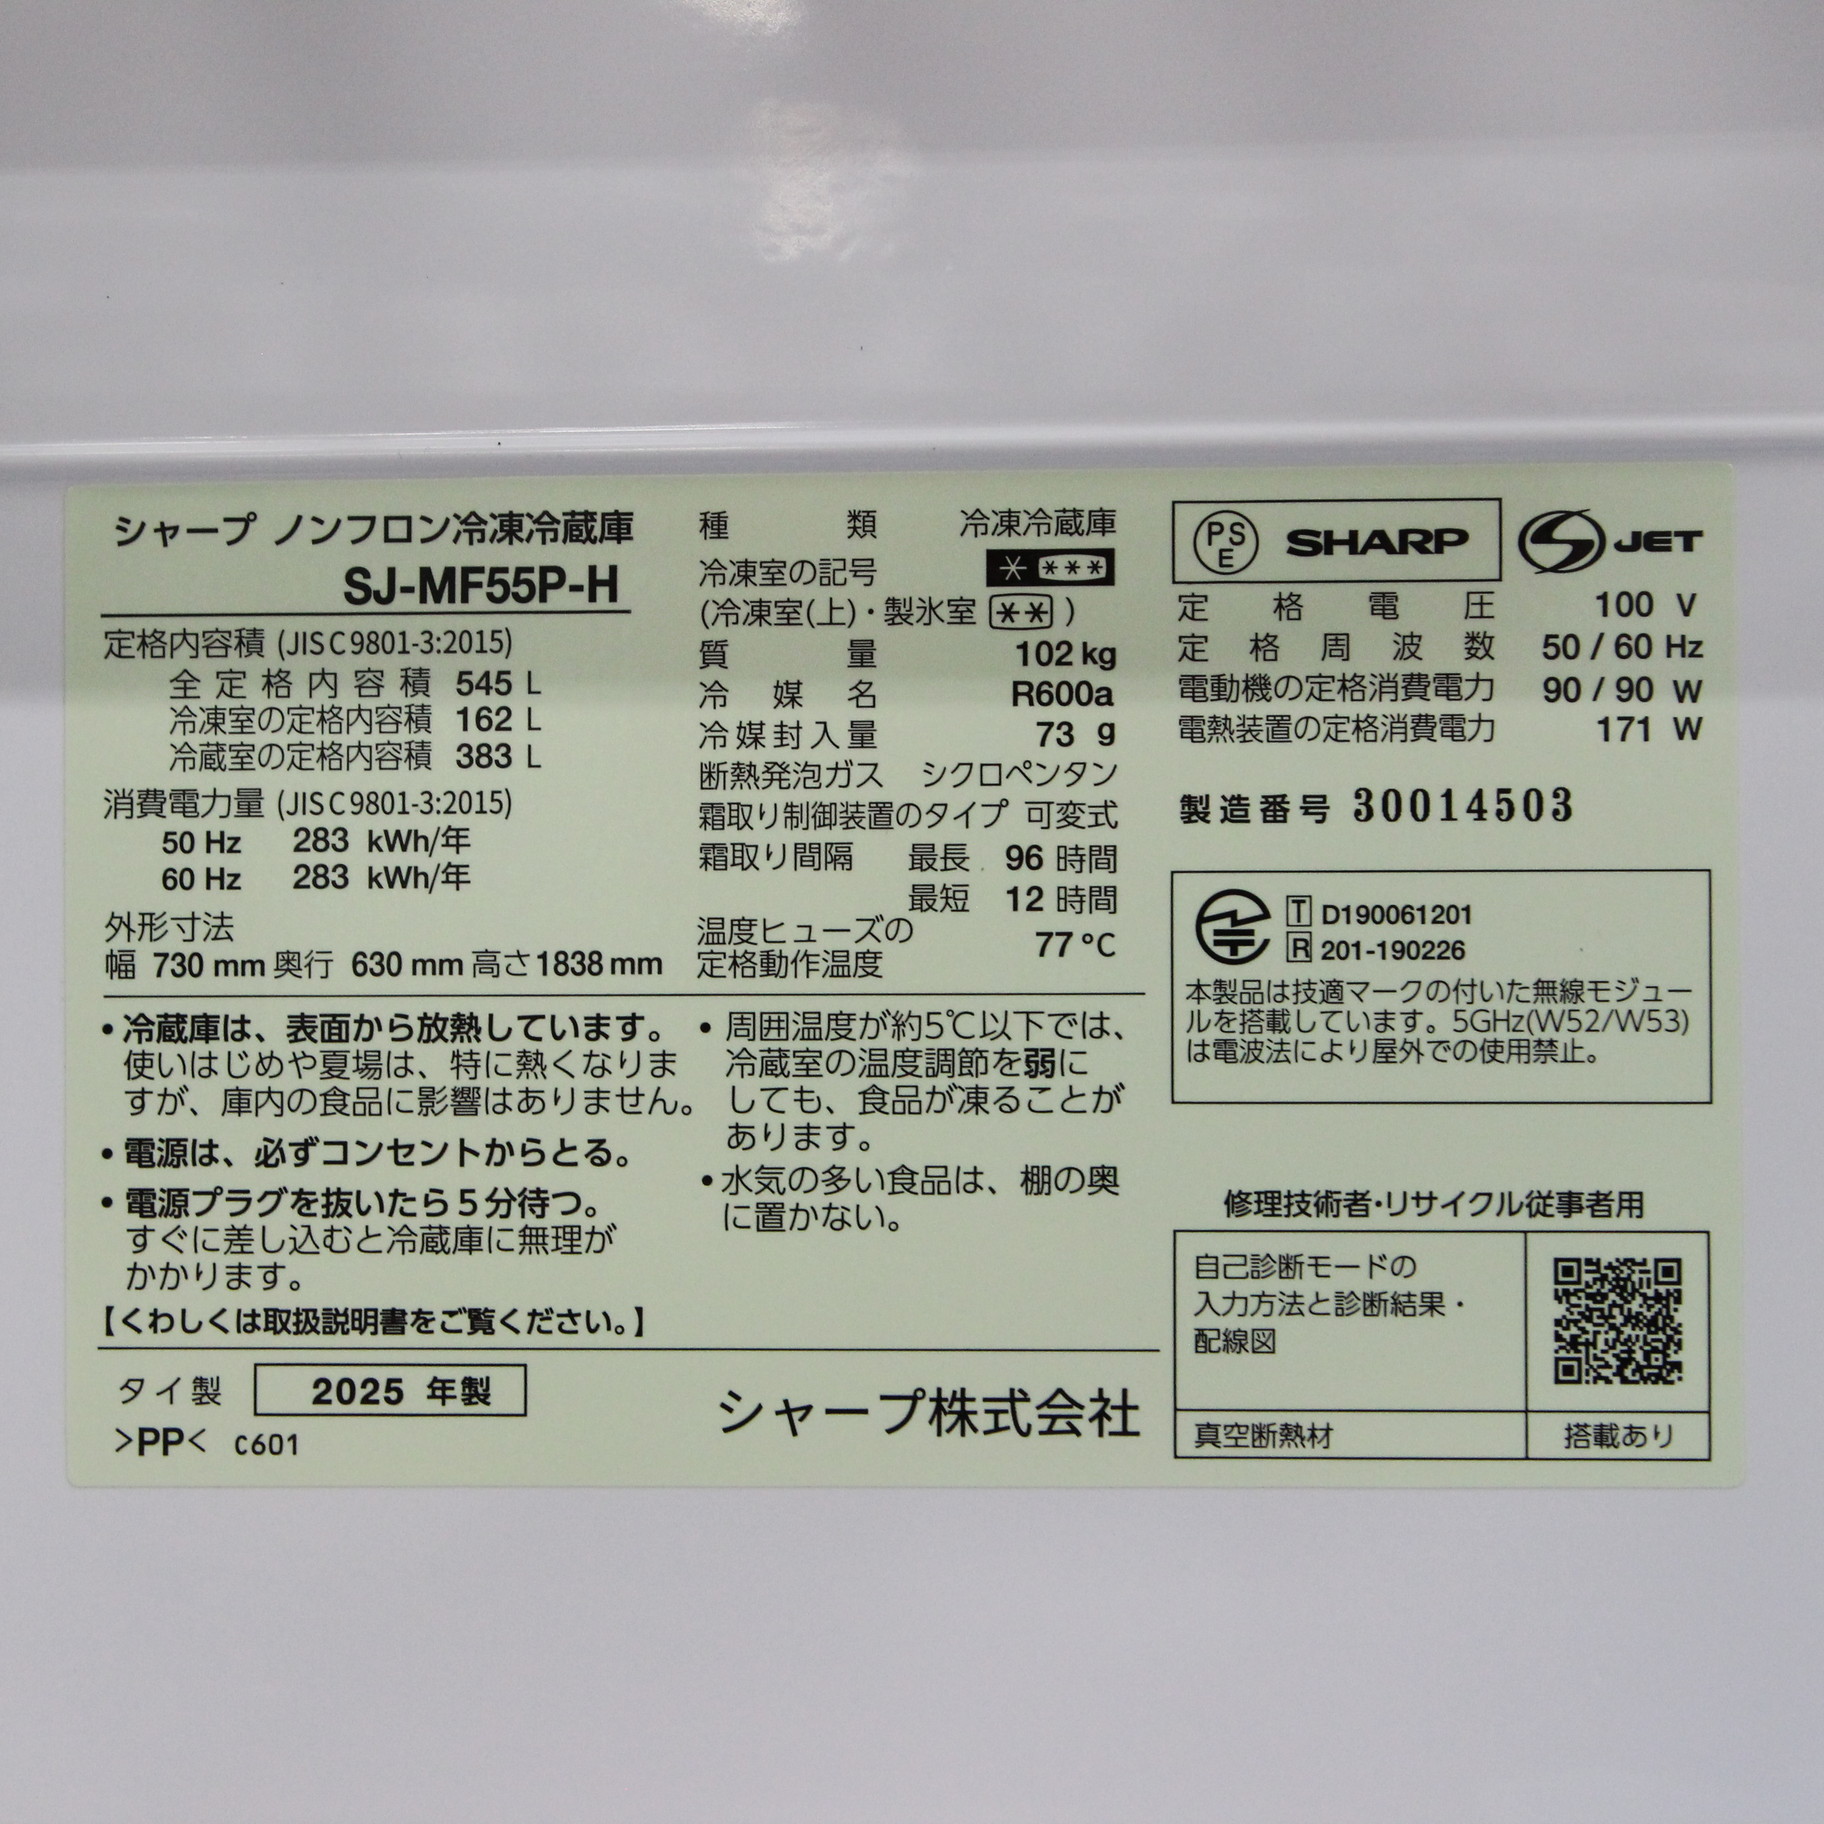 シャープ ノンフロン冷凍冷蔵庫
SJ-MF55P-H
定格内容積 (JIS C 9801-3:2015)
全定格内容積 545 L
冷凍室の定格内容積 162 L
冷蔵室の定格内容積 383 L
消費電力量 (JIS C 9801-3:2015)
50 Hz 283 kWh/年
60 Hz 283 kWh/年
外形寸法
幅 730 mm 奥行 630 mm 高さ 1838 mm
種類 冷凍冷蔵庫
冷凍室の記号 * ***
(冷凍室(上)・製氷室 ** )
質量 102 kg
冷媒名 R600a
冷媒封入量 73 g
断熱発泡ガス シクロペンタン
霜取り制御装置のタイプ 可変式
霜取り間隔 最長 96 時間
最短 12 時間
温度ヒューズの
定格動作温度 77 °C
PSE SHARP S JET
定格電圧 100 V
定格周波数 50 / 60 Hz
電動機の定格消費電力 90 / 90 W
電熱装置の定格消費電力 171 W
製造番号 30014503
T D190061201
R 201-190226
本製品は技適マークの付いた無線モジュー
ルを搭載しています。5GHz(W52/W53)
は電波法により屋外での使用禁止。
• 冷蔵庫は、表面から放熱しています。
使いはじめや夏場は、特に熱くなりま
すが、庫内の食品に影響はありません。
• 電源は、必ずコンセントからとる。
• 電源プラグを抜いたら5分待つ。
すぐに差し込むと冷蔵庫に無理が
かかります。
【くわしくは取扱説明書をご覧ください。】
• 周囲温度が約5℃以下では、
冷蔵室の温度調節を弱に
しても、食品が凍ることが
あります。
• 水気の多い食品は、棚の奥
に置かない。
修理技術者・リサイクル従事者用
自己診断モードの
入力方法と診断結果・
配線図
真空断熱材 搭載あり
タイ製 2025 年製
>PP< C601
シャープ株式会社